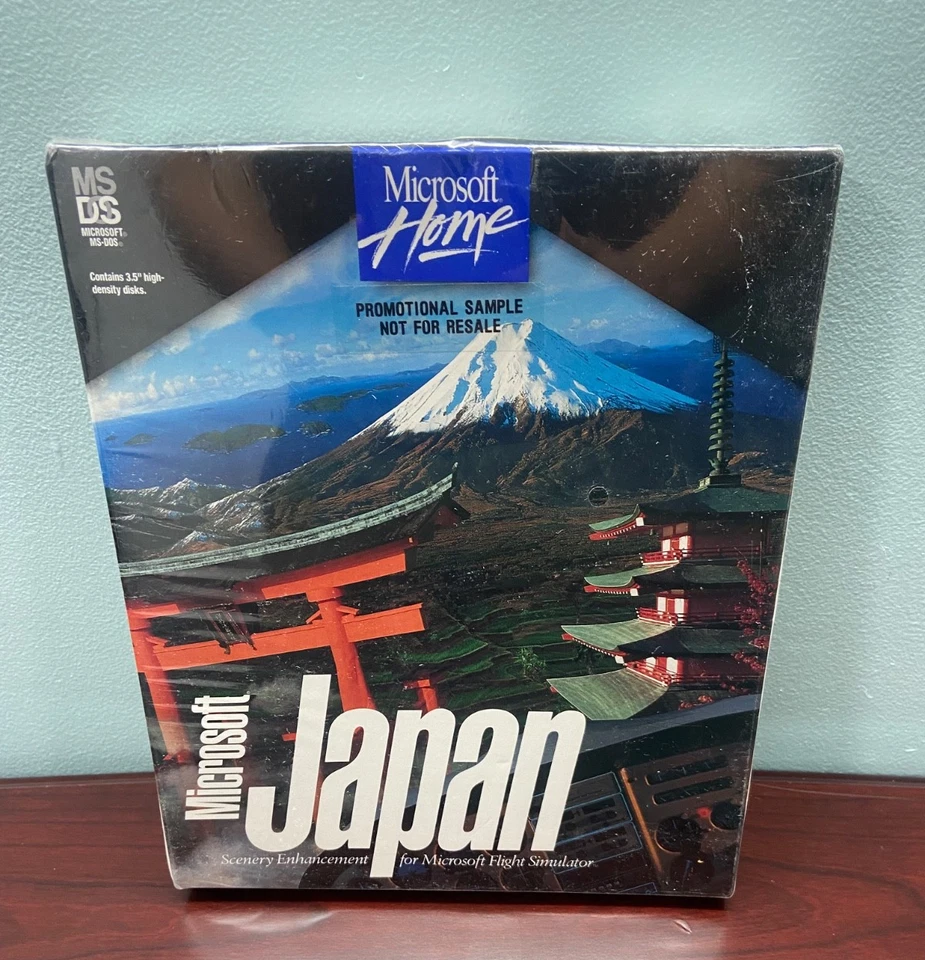 MS
DOS
MICROSOFT®
MS-DOS®
Contains 3.5" high-
density disks.
Microsoft®
Home™
PROMOTIONAL SAMPLE
NOT FOR RESALE
Microsoft
Japan
Scenery Enhancement for Microsoft Flight Simulator